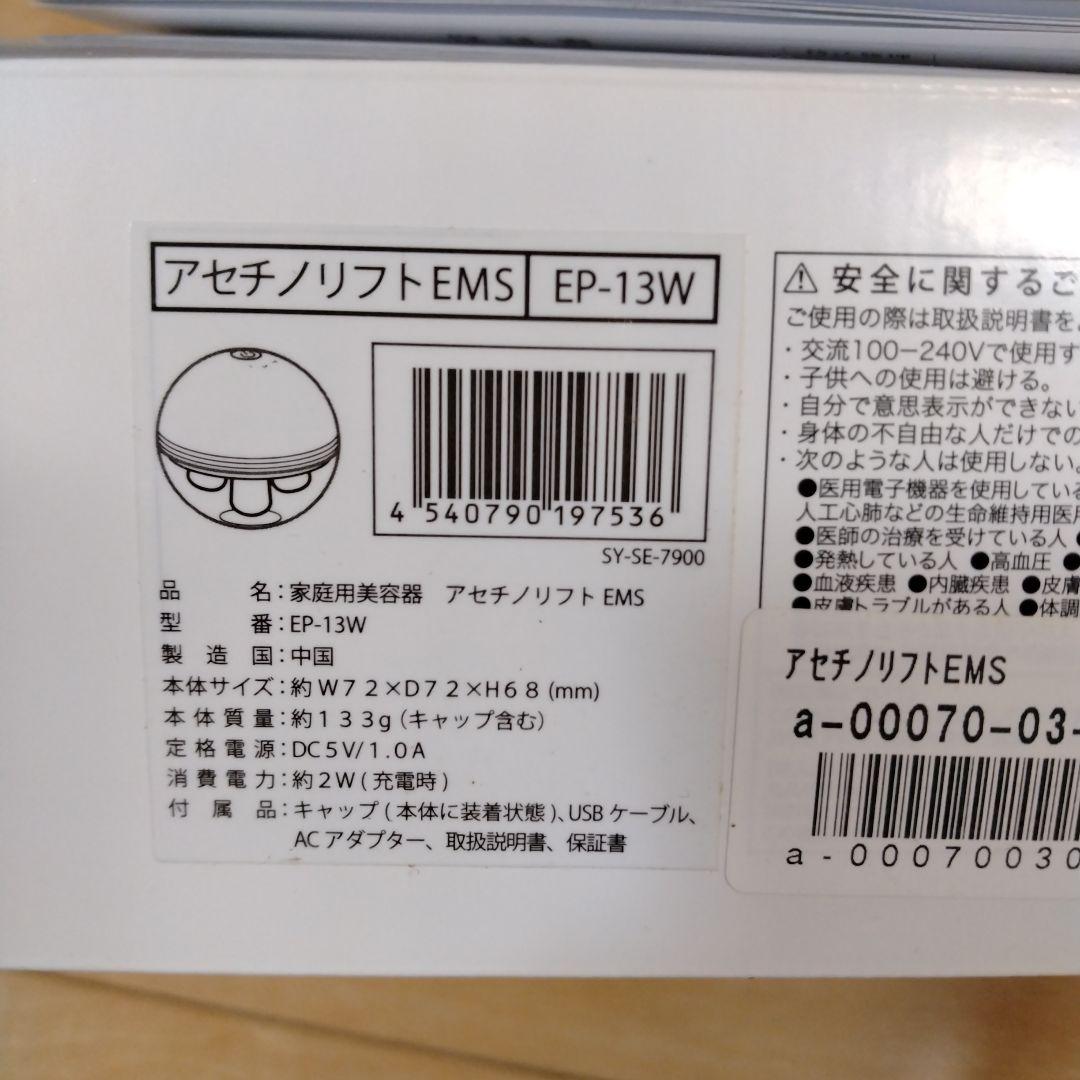 アセチノリフトEMS EP-13W
4 540790 197536
SY-SE-7900
品名：家庭用美容器 アセチノリフト EMS
型番：EP-13W
製造国：中国
本体サイズ：約W72×D72×H68(mm)
本体質量：約133g（キャップ含む）
定格電源：DC5V/1.0A
消費電力：約2W(充電時)
付属品：キャップ(本体に装着状態)、USBケーブル、
ACアダプター、取扱説明書、保証書
⚠安全に関するご
ご使用の際は取扱説明書を
・交流100−240Vで使用す
・子供への使用は避ける。
・自分で意思表示ができない
・身体の不自由な人だけでの
・次のような人は使用しない
●医用電子機器を使用している
人工心肺などの生命維持用医
●医師の治療を受けている人
●発熱している人 ●高血圧 ●
●血液疾患 ●内臓疾患 ●皮膚
●皮膚トラブルがある人 ●体調
アセチノリフトEMS
a-00070-03-
a-00070030